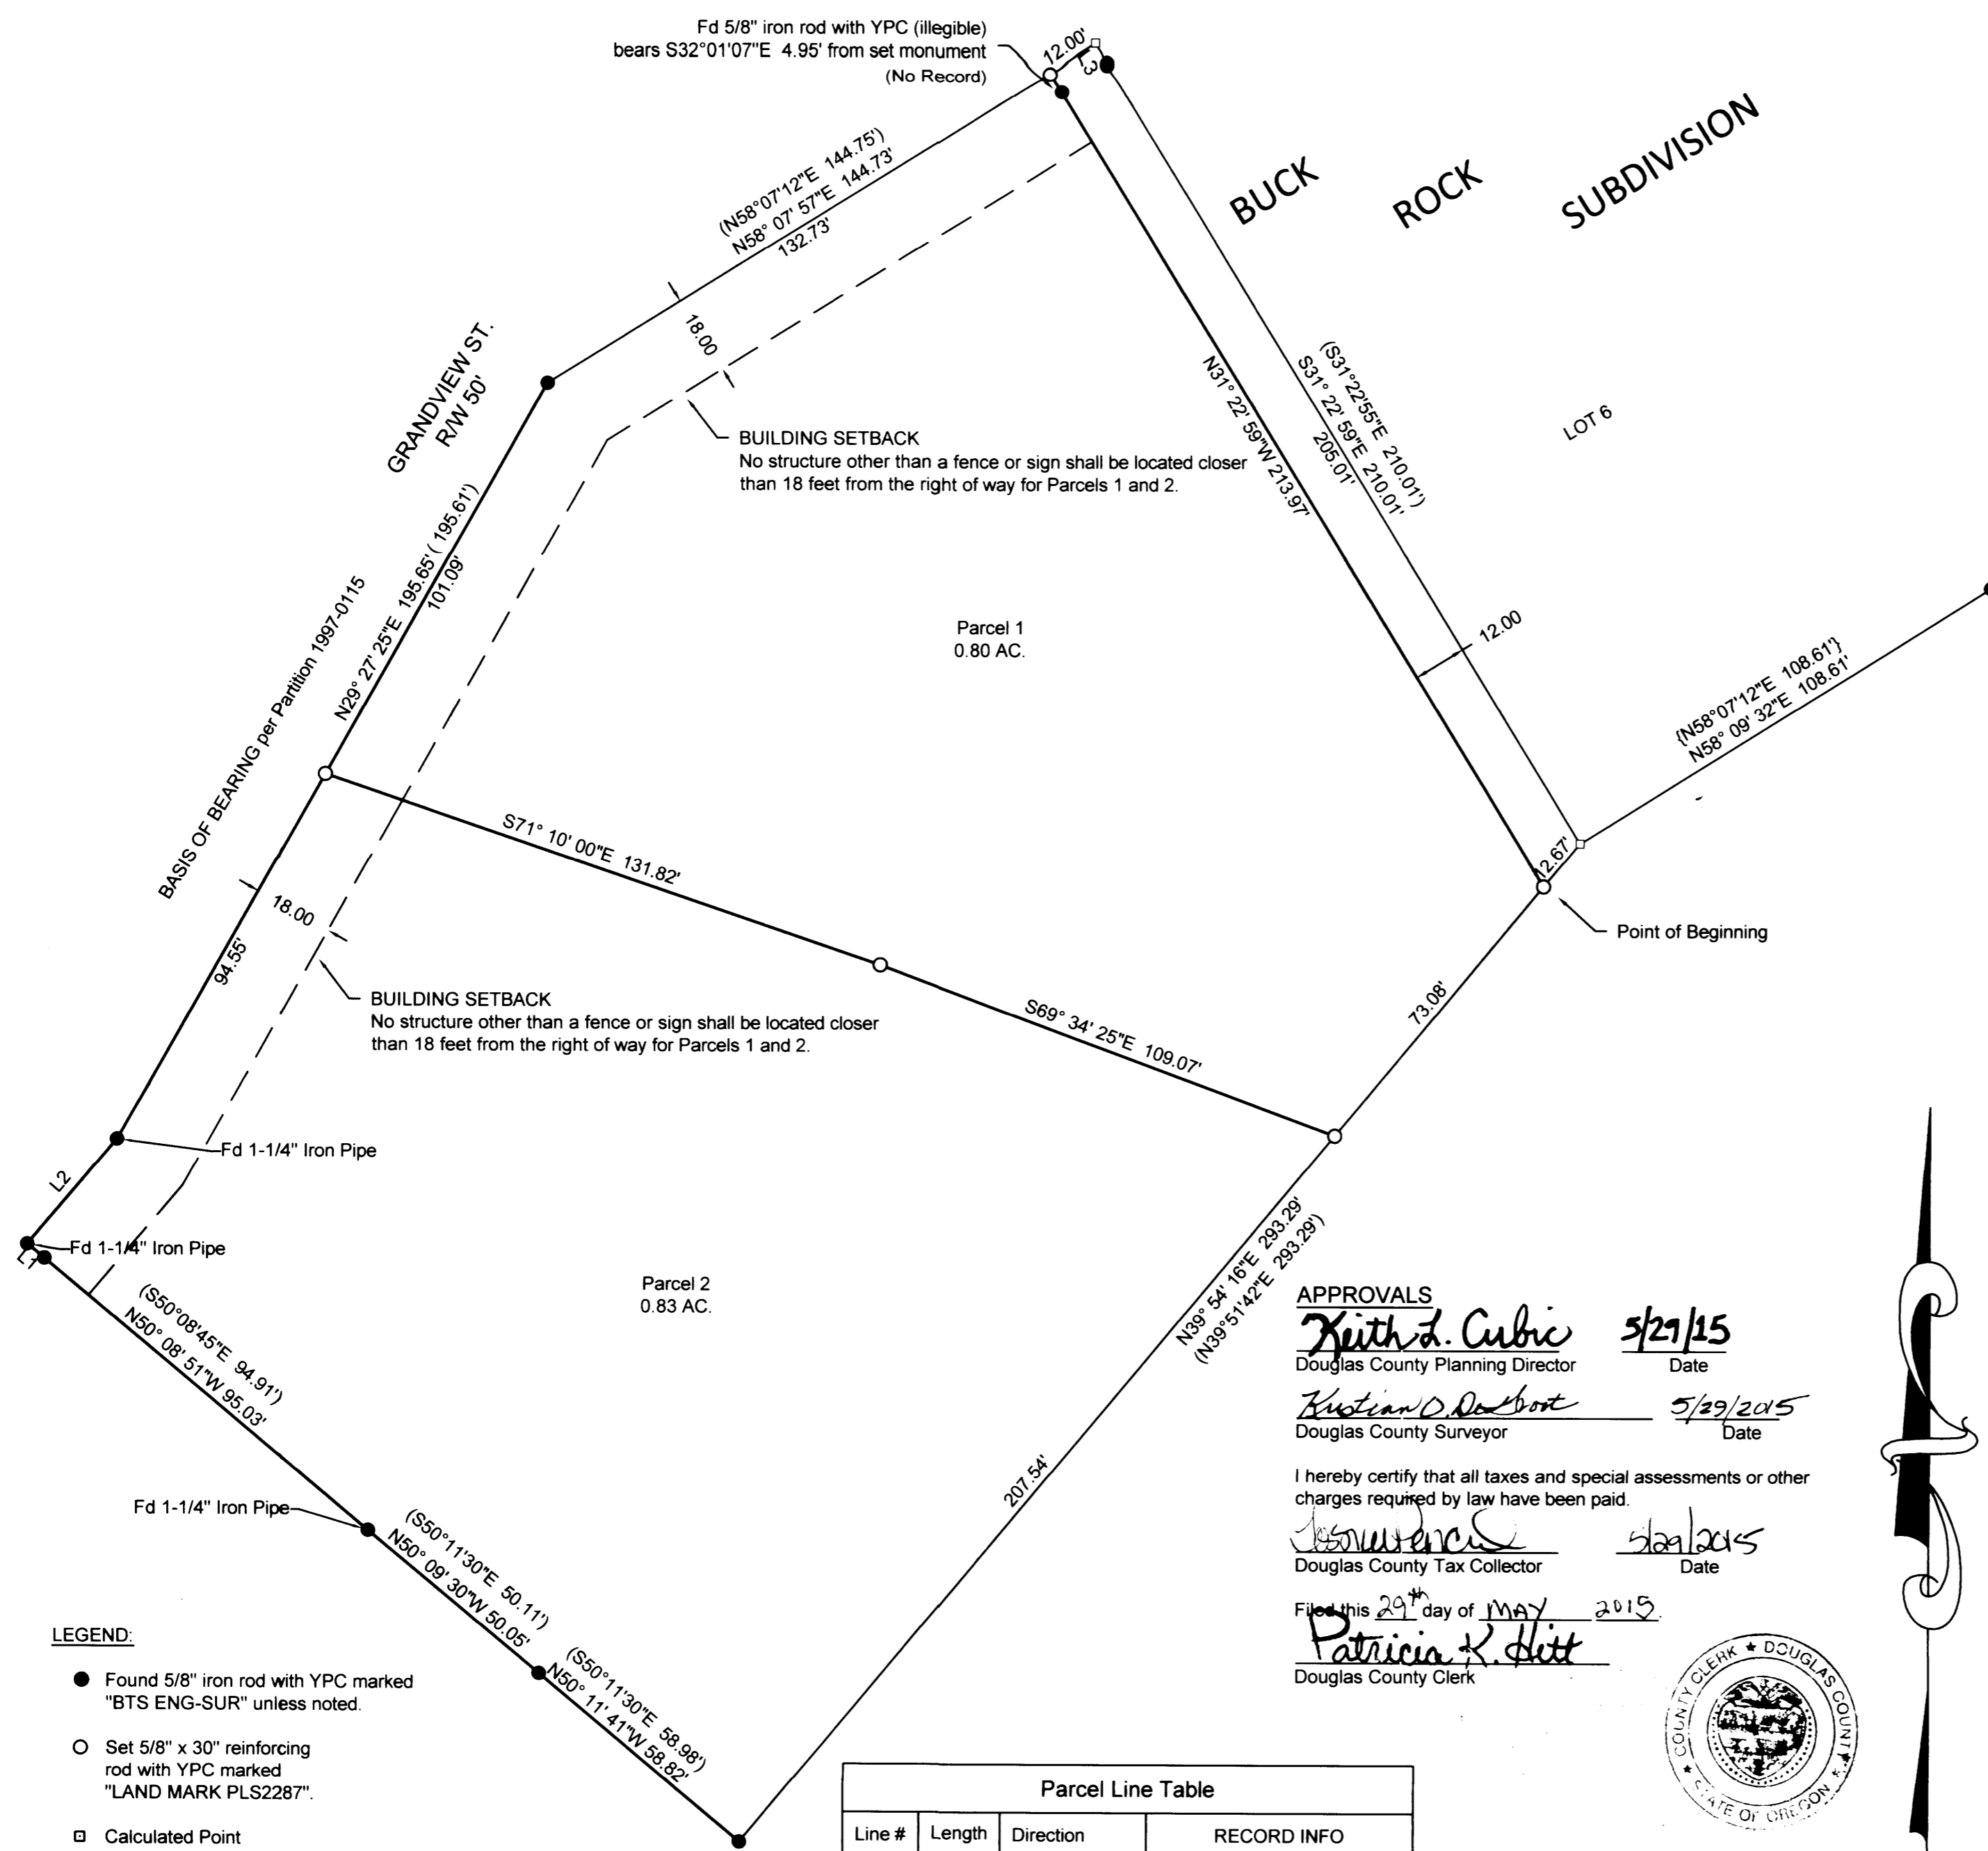 Fd 5/8" iron rod with YPC (illegible)
bears S32°01'07"E 4.95' from set monument
(No Record)
12.00'
L3
(N58°07'12"E 144.75')
N58° 07' 57"E 144.73'
132.73'
BUCK ROCK SUBDIVISION
18.00
GRANDVIEW ST.
R/W 50'
BUILDING SETBACK
No structure other than a fence or sign shall be located closer
than 18 feet from the right of way for Parcels 1 and 2.
N31° 22' 59"W 213.97'
(S31°22'55"E 210.01')
S31° 22' 59"E 210.01'
205.01'
LOT 6
N29° 27' 25"E 195.65' ( 195.61')
101.09'
BASIS OF BEARING per Partition 1997-0115
Parcel 1
0.80 AC.
12.00
{N58°07'12"E 108.61'}
N58° 09' 32"E 108.61'
S71° 10' 00"E 131.82'
12.67'
Point of Beginning
18.00
94.55'
BUILDING SETBACK
No structure other than a fence or sign shall be located closer
than 18 feet from the right of way for Parcels 1 and 2.
S69° 34' 25"E 109.07'
73.08'
Fd 1-1/4" Iron Pipe
L2
Fd 1-1/4" Iron Pipe
L1
Parcel 2
0.83 AC.
N39° 54' 16"E 293.29'
(N39°51'42"E 293.29')
(S50°08'45"E 94.91')
N50° 08' 51"W 95.03'
207.54'
Fd 1-1/4" Iron Pipe
(S50°11'30"E 50.11')
N50° 09' 30"W 50.05'
(S50°11'30"E 58.98')
N50° 11' 41"W 58.82'
APPROVALS
Keith L. Cubic 5/29/15
Douglas County Planning Director Date
5/29/2015
Douglas County Surveyor Date
I hereby certify that all taxes and special assessments or other
charges required by law have been paid.
5/29/2015
Douglas County Tax Collector Date
Filed this 29th day of MAY 2015
Patricia K. Hitt
Douglas County Clerk
COUNTY CLERK ★ DOUGLAS COUNTY ★
★ STATE OF OREGON ★
LEGEND:
Found 5/8" iron rod with YPC marked
"BTS ENG-SUR" unless noted.
Set 5/8" x 30" reinforcing
rod with YPC marked
"LAND MARK PLS2287".
Calculated Point
Parcel Line Table
Line # Length Direction RECORD INFO